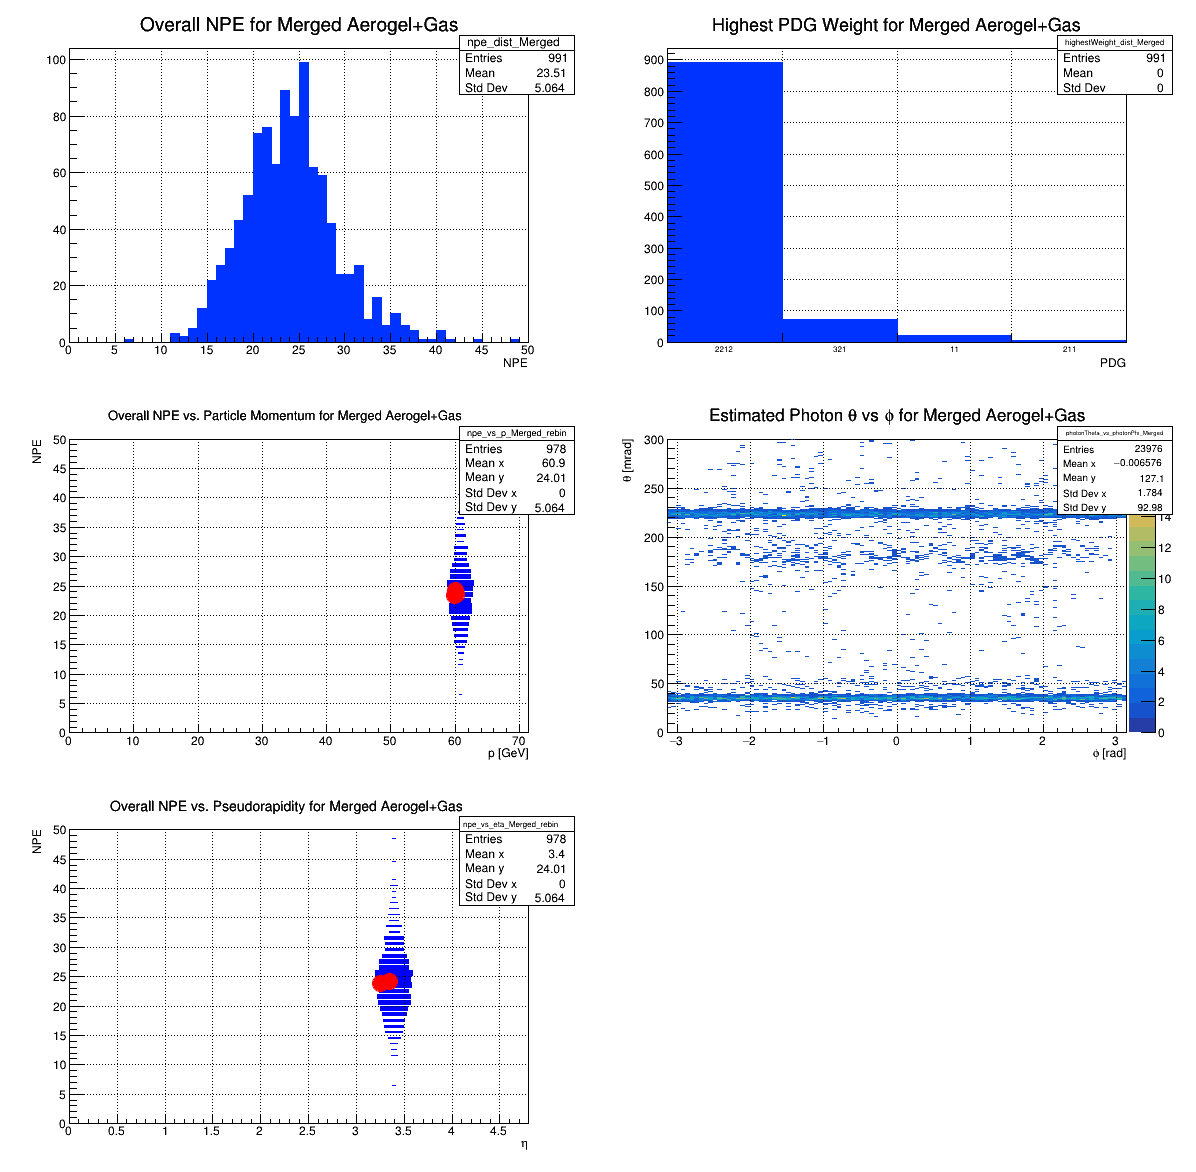 Overall NPE for Merged Aerogel+Gas
npe_dist_Merged
Entries 991
Mean 23.51
Std Dev 5.064
100
80
60
40
20
0
0 5 10 15 20 25 30 35 40 45 50
NPE
Highest PDG Weight for Merged Aerogel+Gas
highestWeight_dist_Merged
Entries 991
Mean 0
Std Dev 0
900
800
700
600
500
400
300
200
100
0
2212 321 11 211
PDG
Overall NPE vs. Particle Momentum for Merged Aerogel+Gas
npe_vs_p_Merged_rebin
Entries 978
Mean x 60.9
Mean y 24.01
Std Dev x 0
Std Dev y 5.064
NPE
50
45
40
35
30
25
20
15
10
5
0
0 10 20 30 40 50 60 70
p [GeV]
Estimated Photon θ vs ϕ for Merged Aerogel+Gas
photonTheta_vs_photonPhi_Merged
Entries 23976
Mean x −0.006576
Mean y 127.1
Std Dev x 1.784
Std Dev y 92.98
θ [mrad]
300
250
200
150
100
50
0
−3 −2 −1 0 1 2 3
ϕ [rad]
14
12
10
8
6
4
2
0
Overall NPE vs. Pseudorapidity for Merged Aerogel+Gas
npe_vs_eta_Merged_rebin
Entries 978
Mean x 3.4
Mean y 24.01
Std Dev x 0
Std Dev y 5.064
NPE
50
45
40
35
30
25
20
15
10
5
0
0 0.5 1 1.5 2 2.5 3 3.5 4 4.5
η